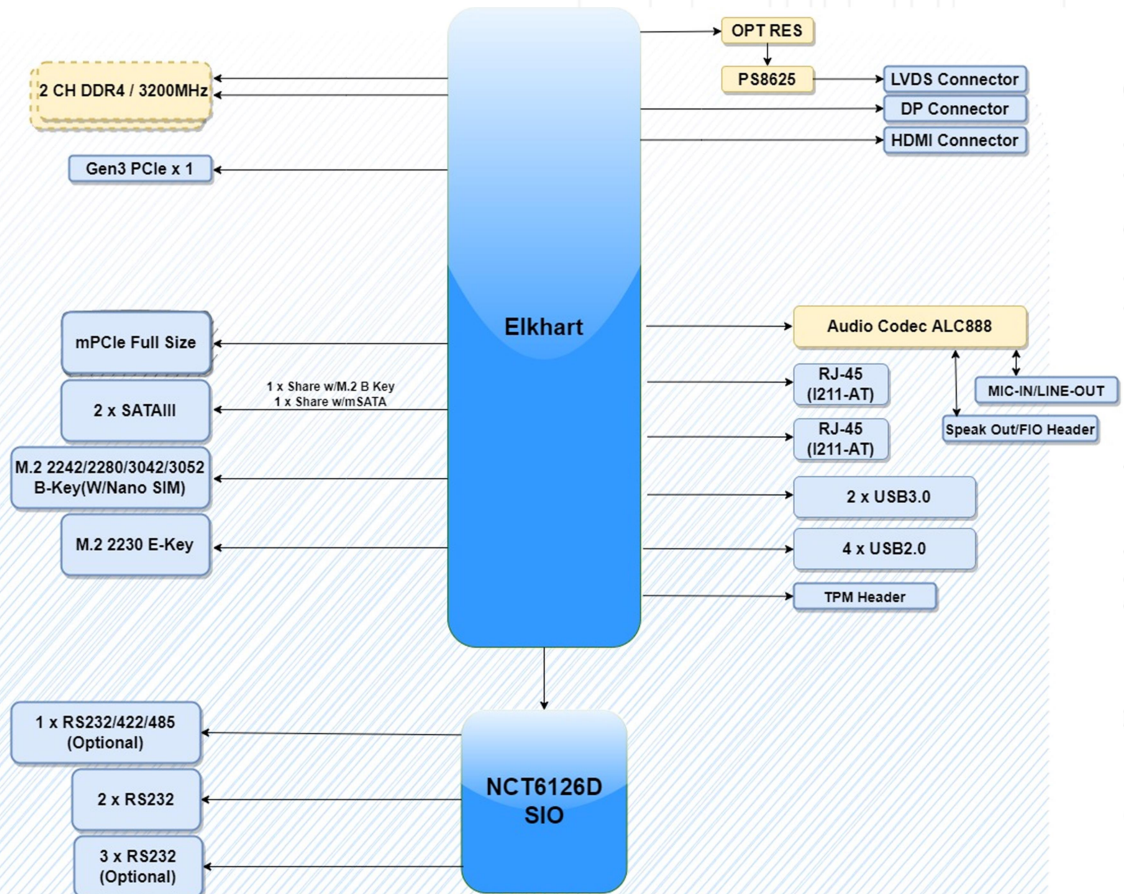 OPT RES
PS8625
LVDS Connector
DP Connector
HDMI Connector
2 CH DDR4 / 3200MHz
Gen3 PCIe x 1
Elkhart
mPCIe Full Size
1 x Share w/M.2 B Key
1 x Share w/mSATA
2 x SATAIII
M.2 2242/2280/3042/3052
B-Key(W/Nano SIM)
M.2 2230 E-Key
Audio Codec ALC888
RJ-45
(I211-AT)
MIC-IN/LINE-OUT
Speak Out/FIO Header
RJ-45
(I211-AT)
2 x USB3.0
4 x USB2.0
TPM Header
1 x RS232/422/485
(Optional)
2 x RS232
3 x RS232
(Optional)
NCT6126D
SIO